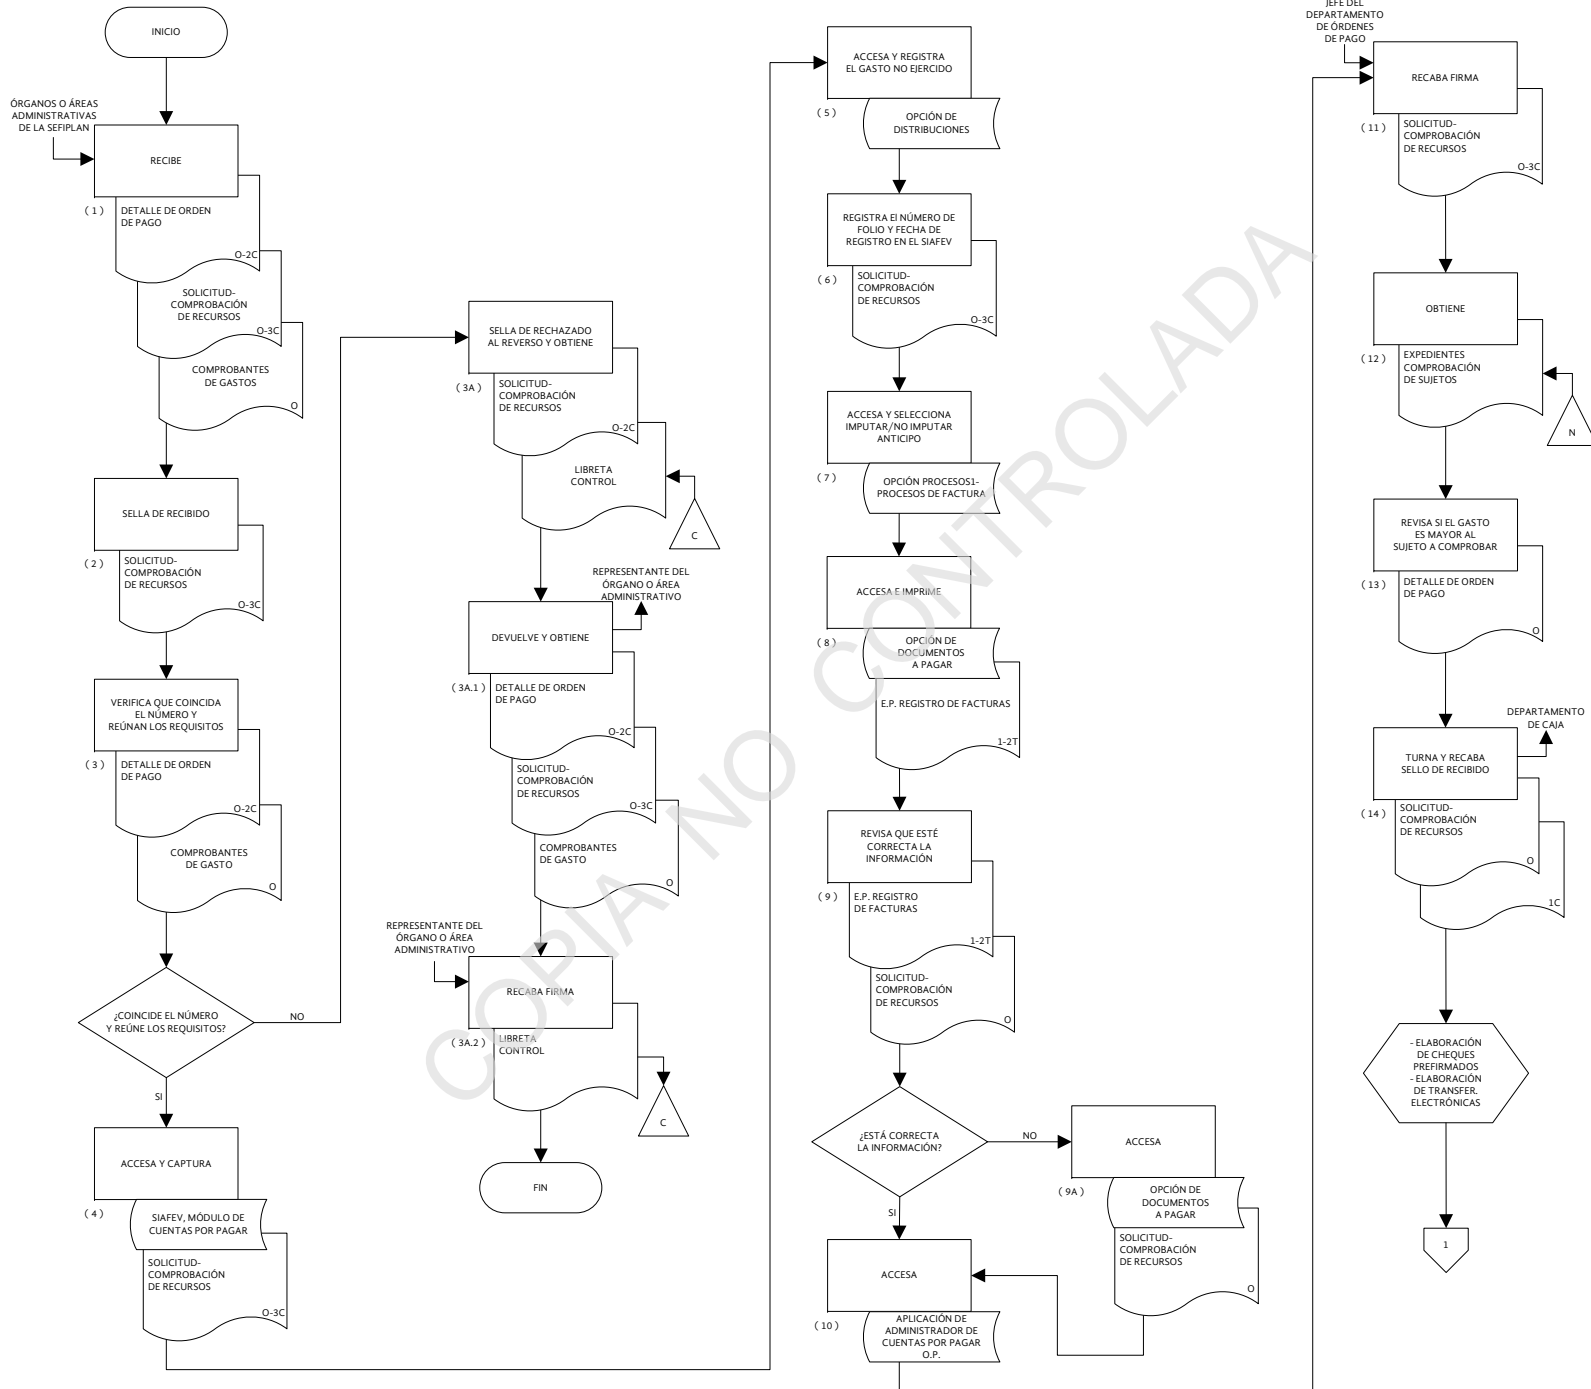 INICIO
ÓRGANOS O ÁREAS
ADMINISTRATIVAS
DE LA SEFIPLAN
RECIBE
( 1 )
DETALLE DE ORDEN
DE PAGO
O-2C
SOLICITUD-
COMPROBACIÓN
DE RECURSOS
O-3C
COMPROBANTES
DE GASTOS
O
SELLA DE RECIBIDO
( 2 )
SOLICITUD-
COMPROBACIÓN
DE RECURSOS
O-3C
VERIFICA QUE COINCIDA
EL NÚMERO Y
REÚNAN LOS REQUISITOS
( 3 )
DETALLE DE ORDEN
DE PAGO
O-2C
COMPROBANTES
DE GASTO
O
¿COINCIDE EL NÚMERO
Y REÚNE LOS REQUISITOS?
NO
SI
ACCESA Y CAPTURA
( 4 )
SIAFEV, MÓDULO DE
CUENTAS POR PAGAR
SOLICITUD-
COMPROBACIÓN
DE RECURSOS
O-3C
SELLA DE RECHAZADO
AL REVERSO Y OBTIENE
( 3A )
SOLICITUD-
COMPROBACIÓN
DE RECURSOS
O-2C
LIBRETA
CONTROL
C
REPRESENTANTE DEL
ÓRGANO O ÁREA
ADMINISTRATIVO
DEVUELVE Y OBTIENE
( 3A.1 )
DETALLE DE ORDEN
DE PAGO
O-2C
SOLICITUD-
COMPROBACIÓN
DE RECURSOS
O-3C
COMPROBANTES
DE GASTO
O
REPRESENTANTE DEL
ÓRGANO O ÁREA
ADMINISTRATIVO
RECABA FIRMA
( 3A.2 )
LIBRETA
CONTROL
C
FIN
ACCESA Y REGISTRA
EL GASTO NO EJERCIDO
( 5 )
OPCIÓN DE
DISTRIBUCIONES
REGISTRA El NÚMERO DE
FOLIO Y FECHA DE
REGISTRO EN EL SIAFEV
( 6 )
SOLICITUD-
COMPROBACIÓN
DE RECURSOS
O-3C
ACCESA Y SELECCIONA
IMPUTAR/NO IMPUTAR
ANTICIPO
( 7 )
OPCIÓN PROCESOS1-
PROCESOS DE FACTURA
ACCESA E IMPRIME
( 8 )
OPCIÓN DE
DOCUMENTOS
A PAGAR
E.P. REGISTRO DE FACTURAS
1-2T
REVISA QUE ESTÉ
CORRECTA LA
INFORMACIÓN
( 9 )
E.P. REGISTRO
DE FACTURAS
1-2T
SOLICITUD-
COMPROBACIÓN
DE RECURSOS
O
¿ESTÁ CORRECTA
LA INFORMACIÓN?
NO
SI
ACCESA
( 9A )
OPCIÓN DE
DOCUMENTOS
A PAGAR
SOLICITUD-
COMPROBACIÓN
DE RECURSOS
O
ACCESA
( 10 )
APLICACIÓN DE
ADMINISTRADOR DE
CUENTAS POR PAGAR
O.P.
JEFE DEL
DEPARTAMENTO
DE ÓRDENES
DE PAGO
RECABA FIRMA
( 11 )
SOLICITUD-
COMPROBACIÓN
DE RECURSOS
O-3C
OBTIENE
( 12 )
EXPEDIENTES
COMPROBACIÓN
DE SUJETOS
N
REVISA SI EL GASTO
ES MAYOR AL
SUJETO A COMPROBAR
( 13 )
DETALLE DE ORDEN
DE PAGO
O
DEPARTAMENTO
DE CAJA
TURNA Y RECABA
SELLO DE RECIBIDO
( 14 )
SOLICITUD-
COMPROBACIÓN
DE RECURSOS
O
1C
- ELABORACIÓN
DE CHEQUES
PREFIRMADOS
- ELABORACIÓN
DE TRANSFER.
ELECTRÓNICAS
1
COPIA NO CONTROLADA